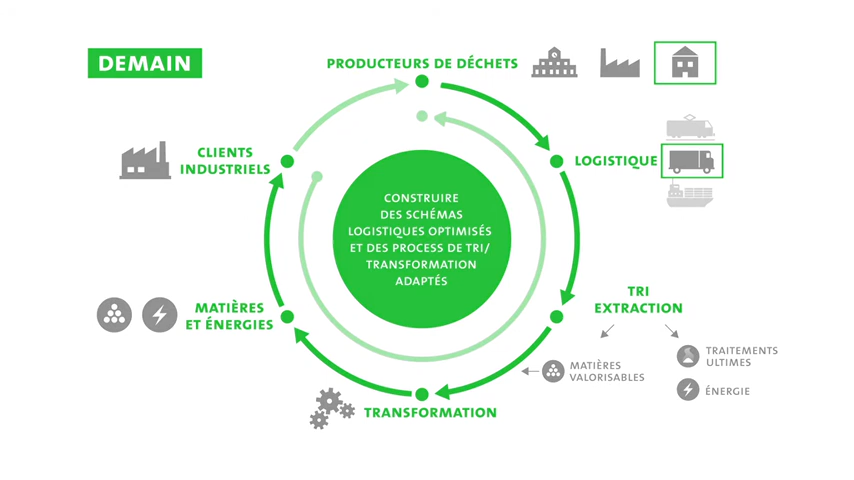 DEMAIN
PRODUCTEURS DE DÉCHETS
LOGISTIQUE
CLIENTS
INDUSTRIELS
CONSTRUIRE
DES SCHÉMAS
LOGISTIQUES OPTIMISÉS
ET DES PROCESS DE TRI/
TRANSFORMATION
ADAPTÉS
TRI
EXTRACTION
MATIÈRES
ET ÉNERGIES
TRAITEMENTS
ULTIMES
MATIÈRES
VALORISABLES
ÉNERGIE
TRANSFORMATION